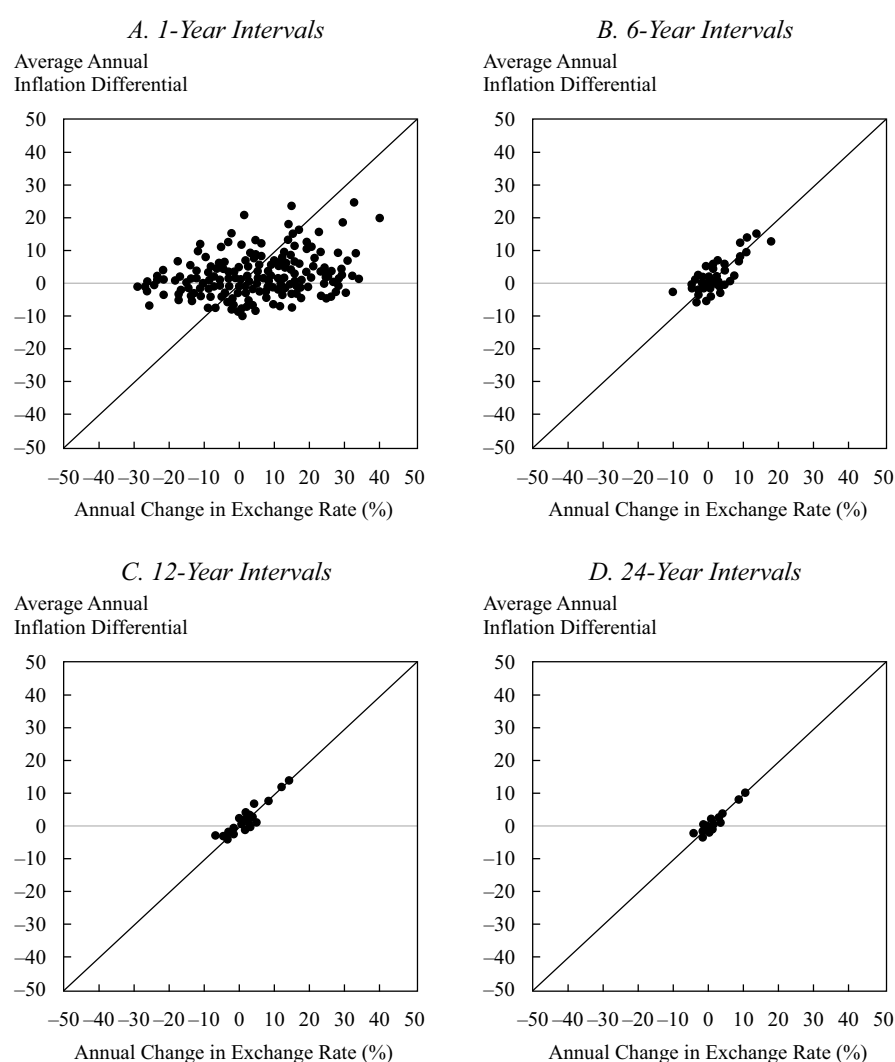 A. 1-Year Intervals
Average Annual
Inflation Differential
50
40
30
20
10
0
–10
–20
–30
–40
–50
–50 –40 –30 –20 –10 0 10 20 30 40 50
Annual Change in Exchange Rate (%)
B. 6-Year Intervals
Average Annual
Inflation Differential
50
40
30
20
10
0
–10
–20
–30
–40
–50
–50 –40 –30 –20 –10 0 10 20 30 40 50
Annual Change in Exchange Rate (%)
C. 12-Year Intervals
Average Annual
Inflation Differential
50
40
30
20
10
0
–10
–20
–30
–40
–50
–50 –40 –30 –20 –10 0 10 20 30 40 50
Annual Change in Exchange Rate (%)
D. 24-Year Intervals
Average Annual
Inflation Differential
50
40
30
20
10
0
–10
–20
–30
–40
–50
–50 –40 –30 –20 –10 0 10 20 30 40 50
Annual Change in Exchange Rate (%)